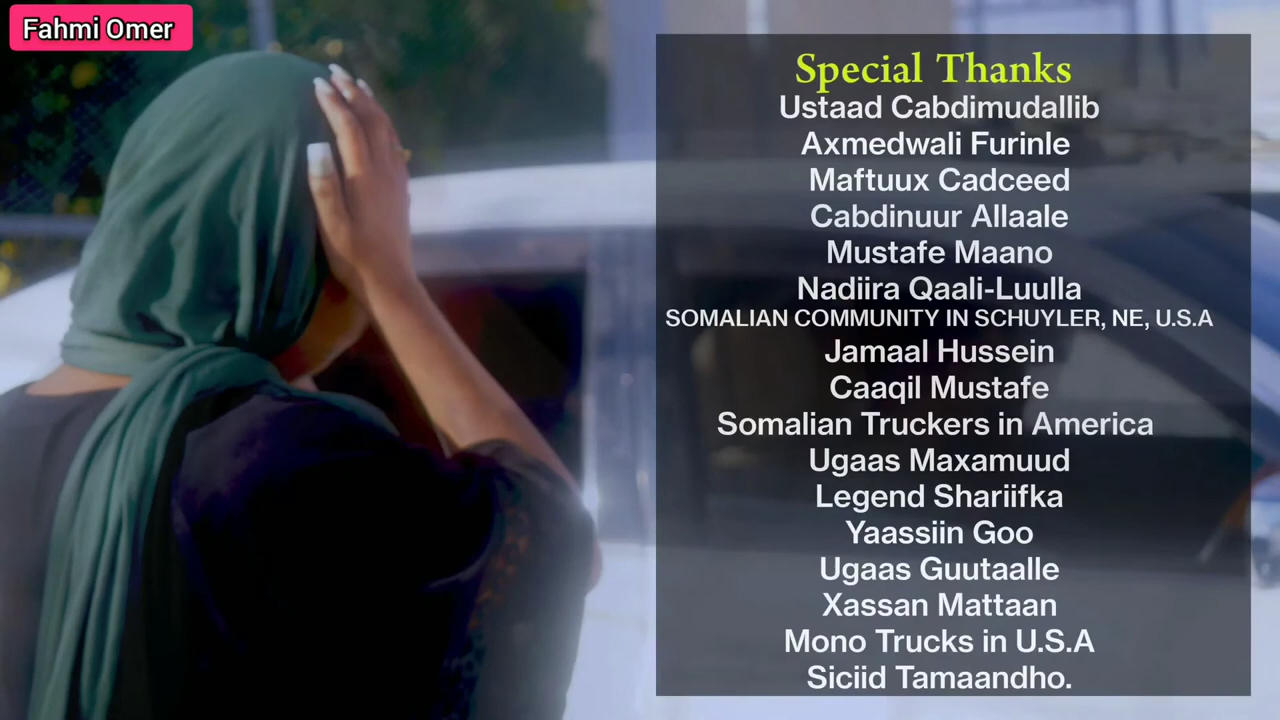 Fahmi Omer
Special Thanks
Ustaad Cabdimudallib
Axmedwali Furinle
Maftuux Cadceed
Cabdinuur Allaale
Mustafe Maano
Nadiira Qaali-Luulla
SOMALIAN COMMUNITY IN SCHUYLER, NE, U.S.A
Jamaal Hussein
Caaqil Mustafe
Somalian Truckers in America
Ugaas Maxamuud
Legend Shariifka
Yaassiin Goo
Ugaas Guutaalle
Xassan Mattaan
Mono Trucks in U.S.A
Siciid Tamaandho.